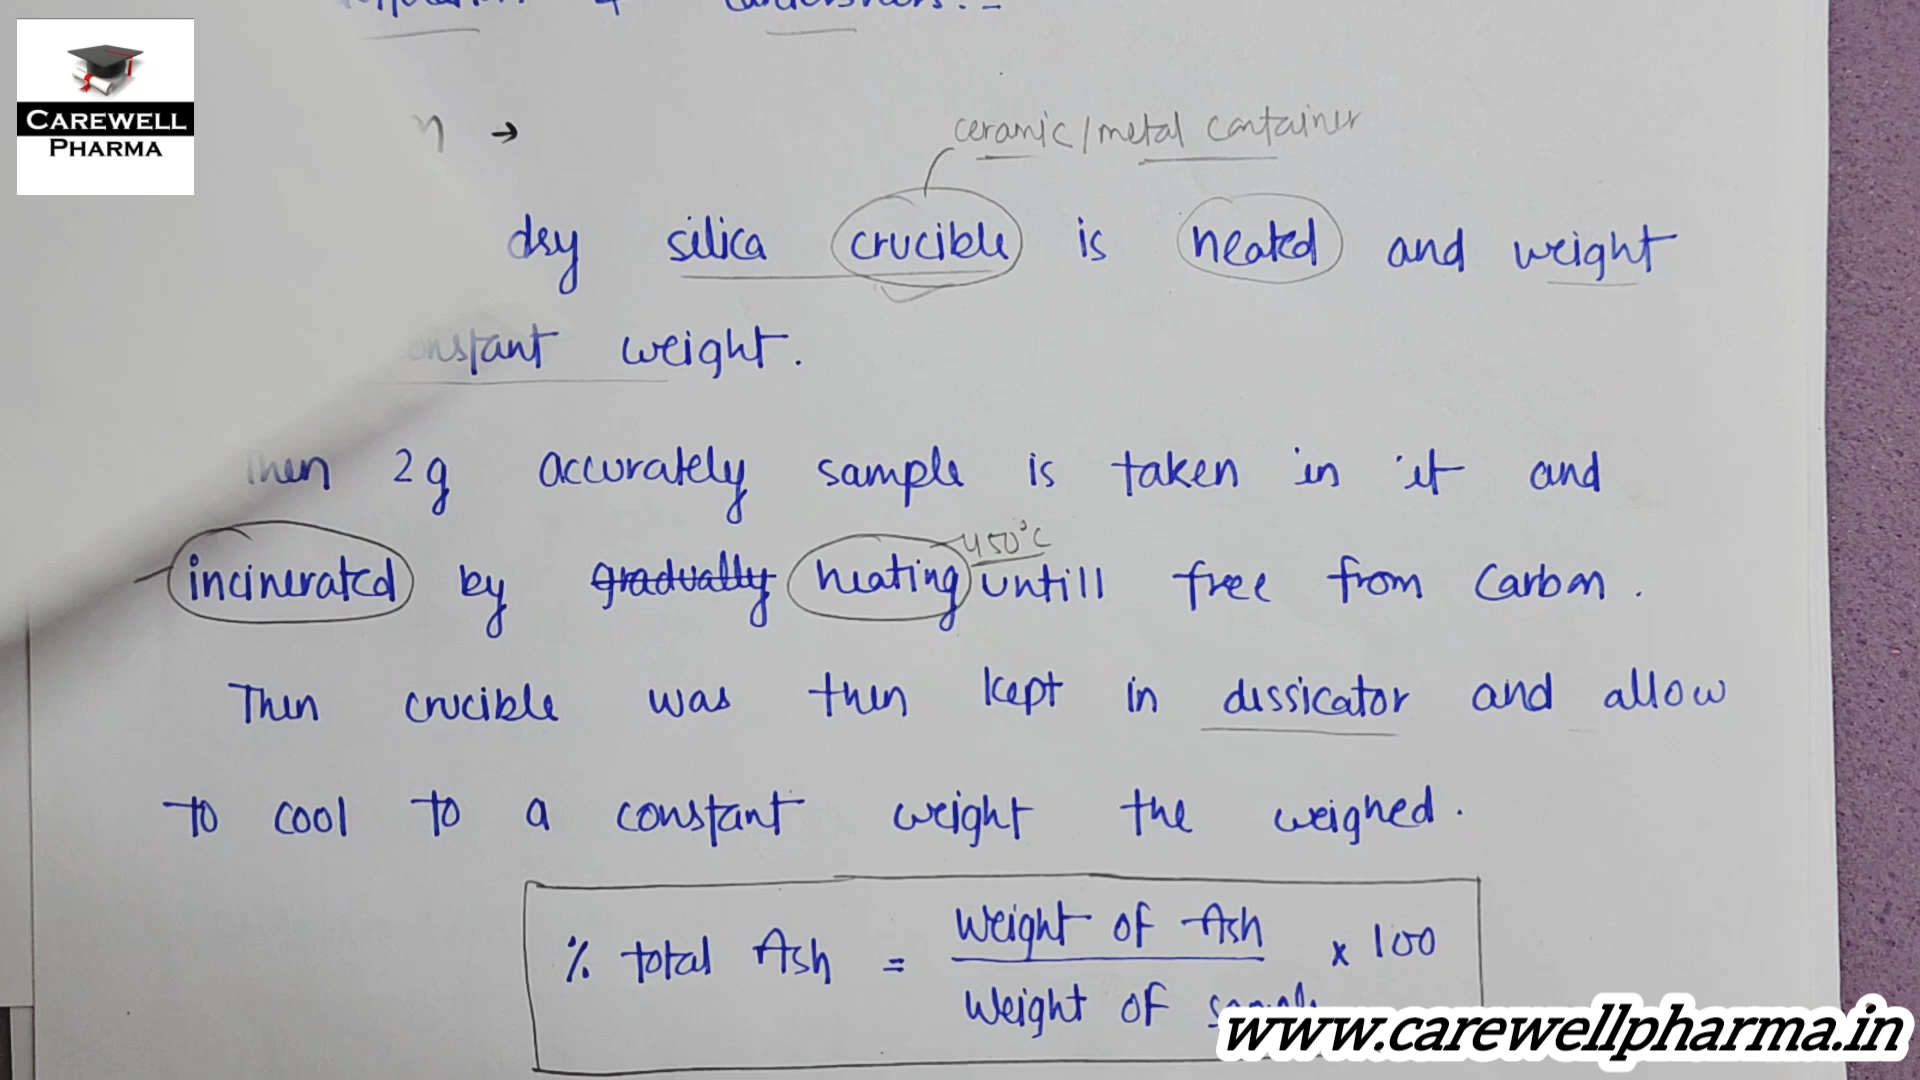 CAREWELL
PHARMA
→
ceramic/metal container
dry silica crucible is heated and weight
constant weight.
Then 2g accurately sample is taken in it and
450°C
incinerated by gradually heating untill free from carbon.
Then crucible was then kept in dissicator and allow
to cool to a constant weight the weighed.
% total Ash = Weight of Ash x 100
Weight of sample
www.carewellpharma.in